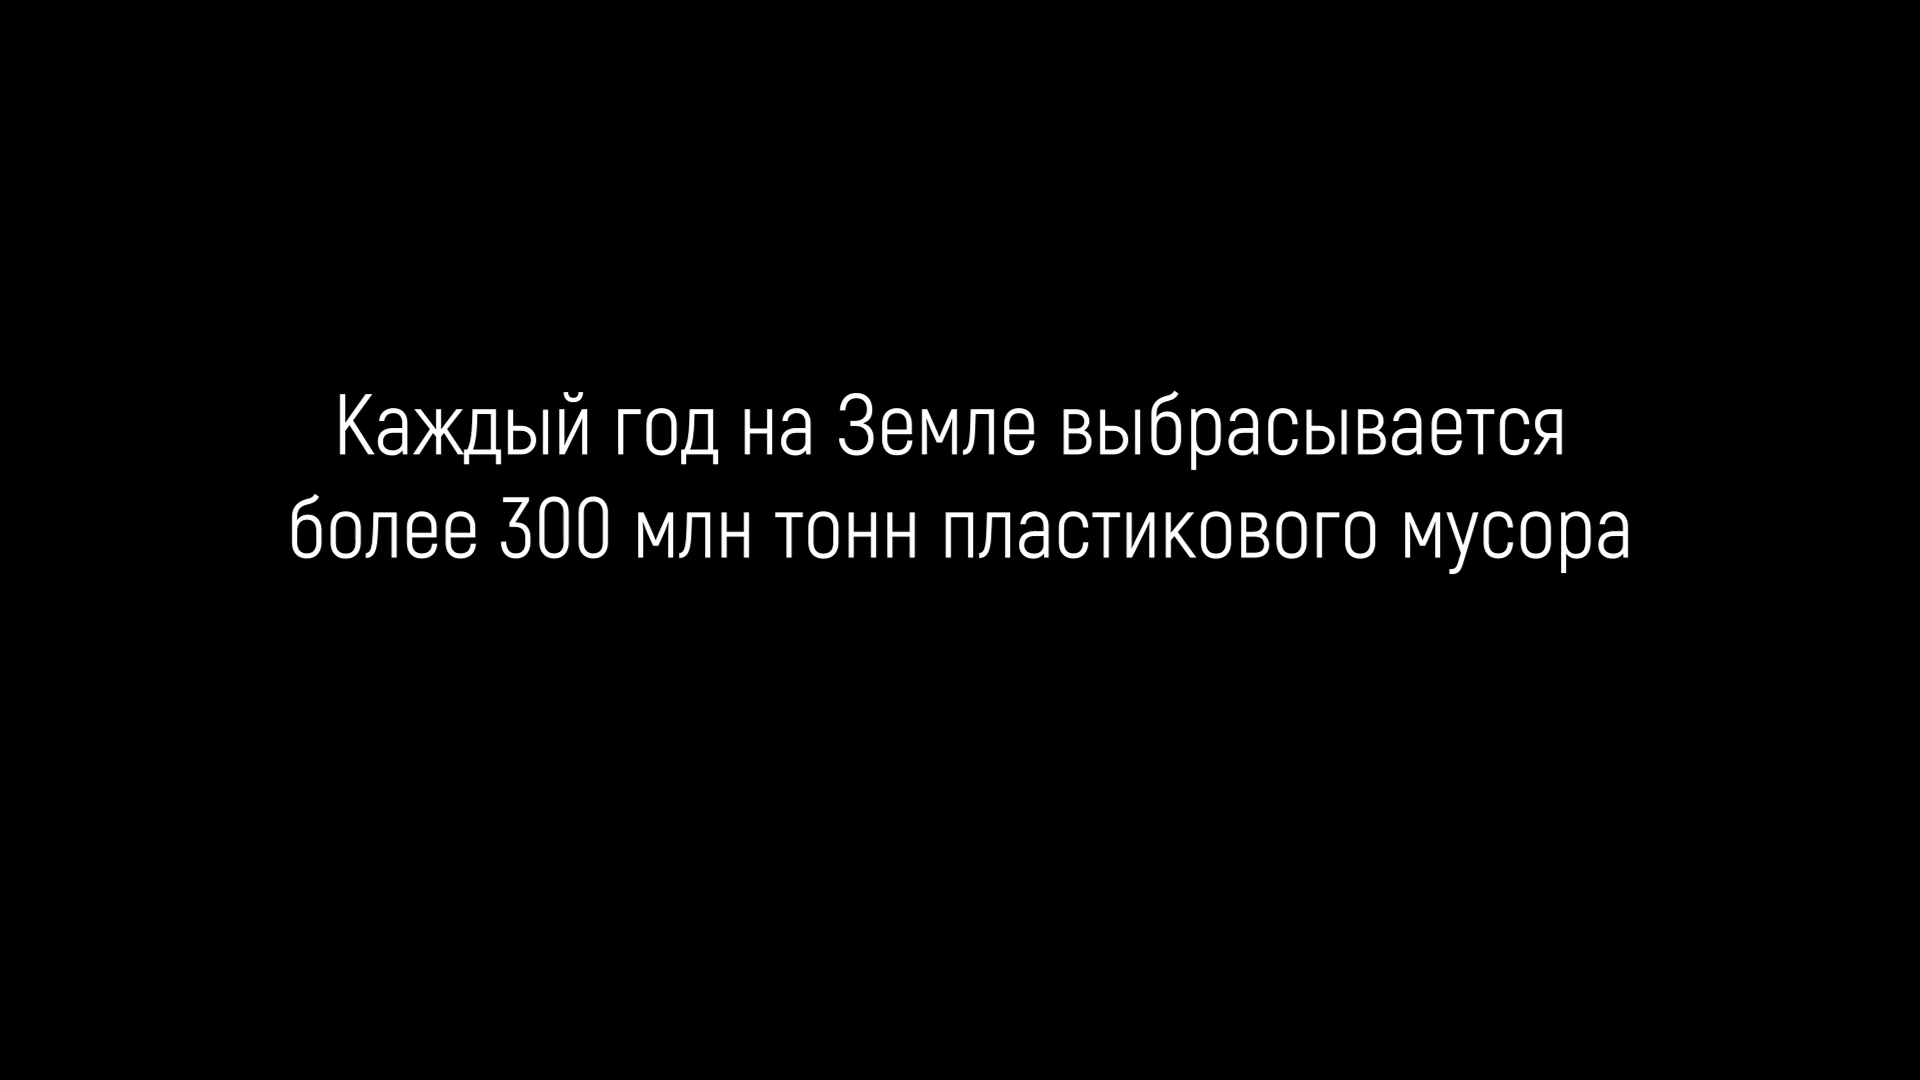 Каждый год на Земле выбрасывается
более 300 млн тонн пластикового мусора